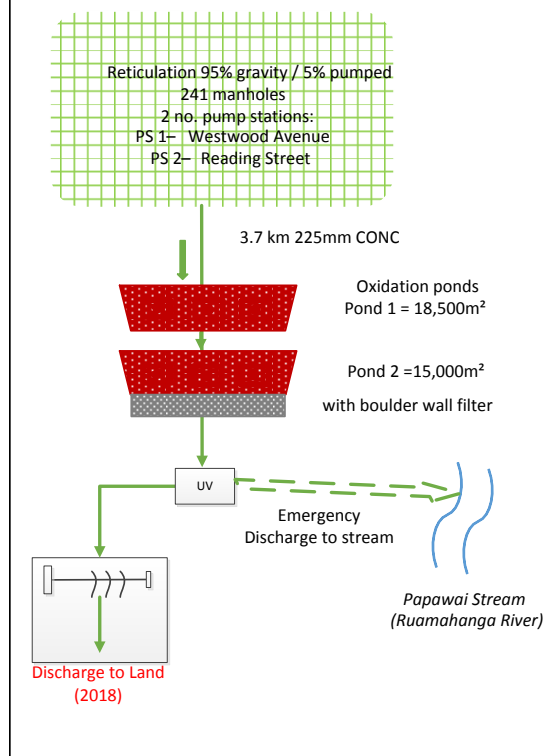 Reticulation 95% gravity / 5% pumped
241 manholes
2 no. pump stations:
PS 1– Westwood Avenue
PS 2– Reading Street
3.7 km 225mm CONC
Oxidation ponds
Pond 1 = 18,500m²
Pond 2 =15,000m²
with boulder wall filter
UV
Emergency
Discharge to stream
Papawai Stream
(Ruamahanga River)
Discharge to Land
(2018)